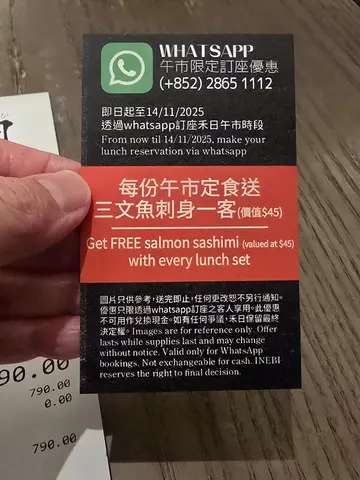 WHATSAPP
午市限定訂座優惠
(+852) 2865 1112
即日起至14/11/2025
透過whatsapp訂座禾日午市時段
From now til 14/11/2025, make your
lunch reservation via whatsapp
每份午市定食送
三文魚刺身一客(價值$45)
Get FREE salmon sashimi (valued at $45)
with every lunch set
圖片只供參考，送完即止，任何更改恕不另行通知。
優惠只限透過whatsapp訂座之客人享用。此優惠
不可用作兌換現金。如有任何爭議，禾日保留最終
決定權。Images are for reference only. Offer
lasts while supplies last and may change
without notice. Valid only for WhatsApp
bookings. Not exchangeable for cash. INEBI
reserves the right to final decision.
90.00
790.00
0.00
790.00